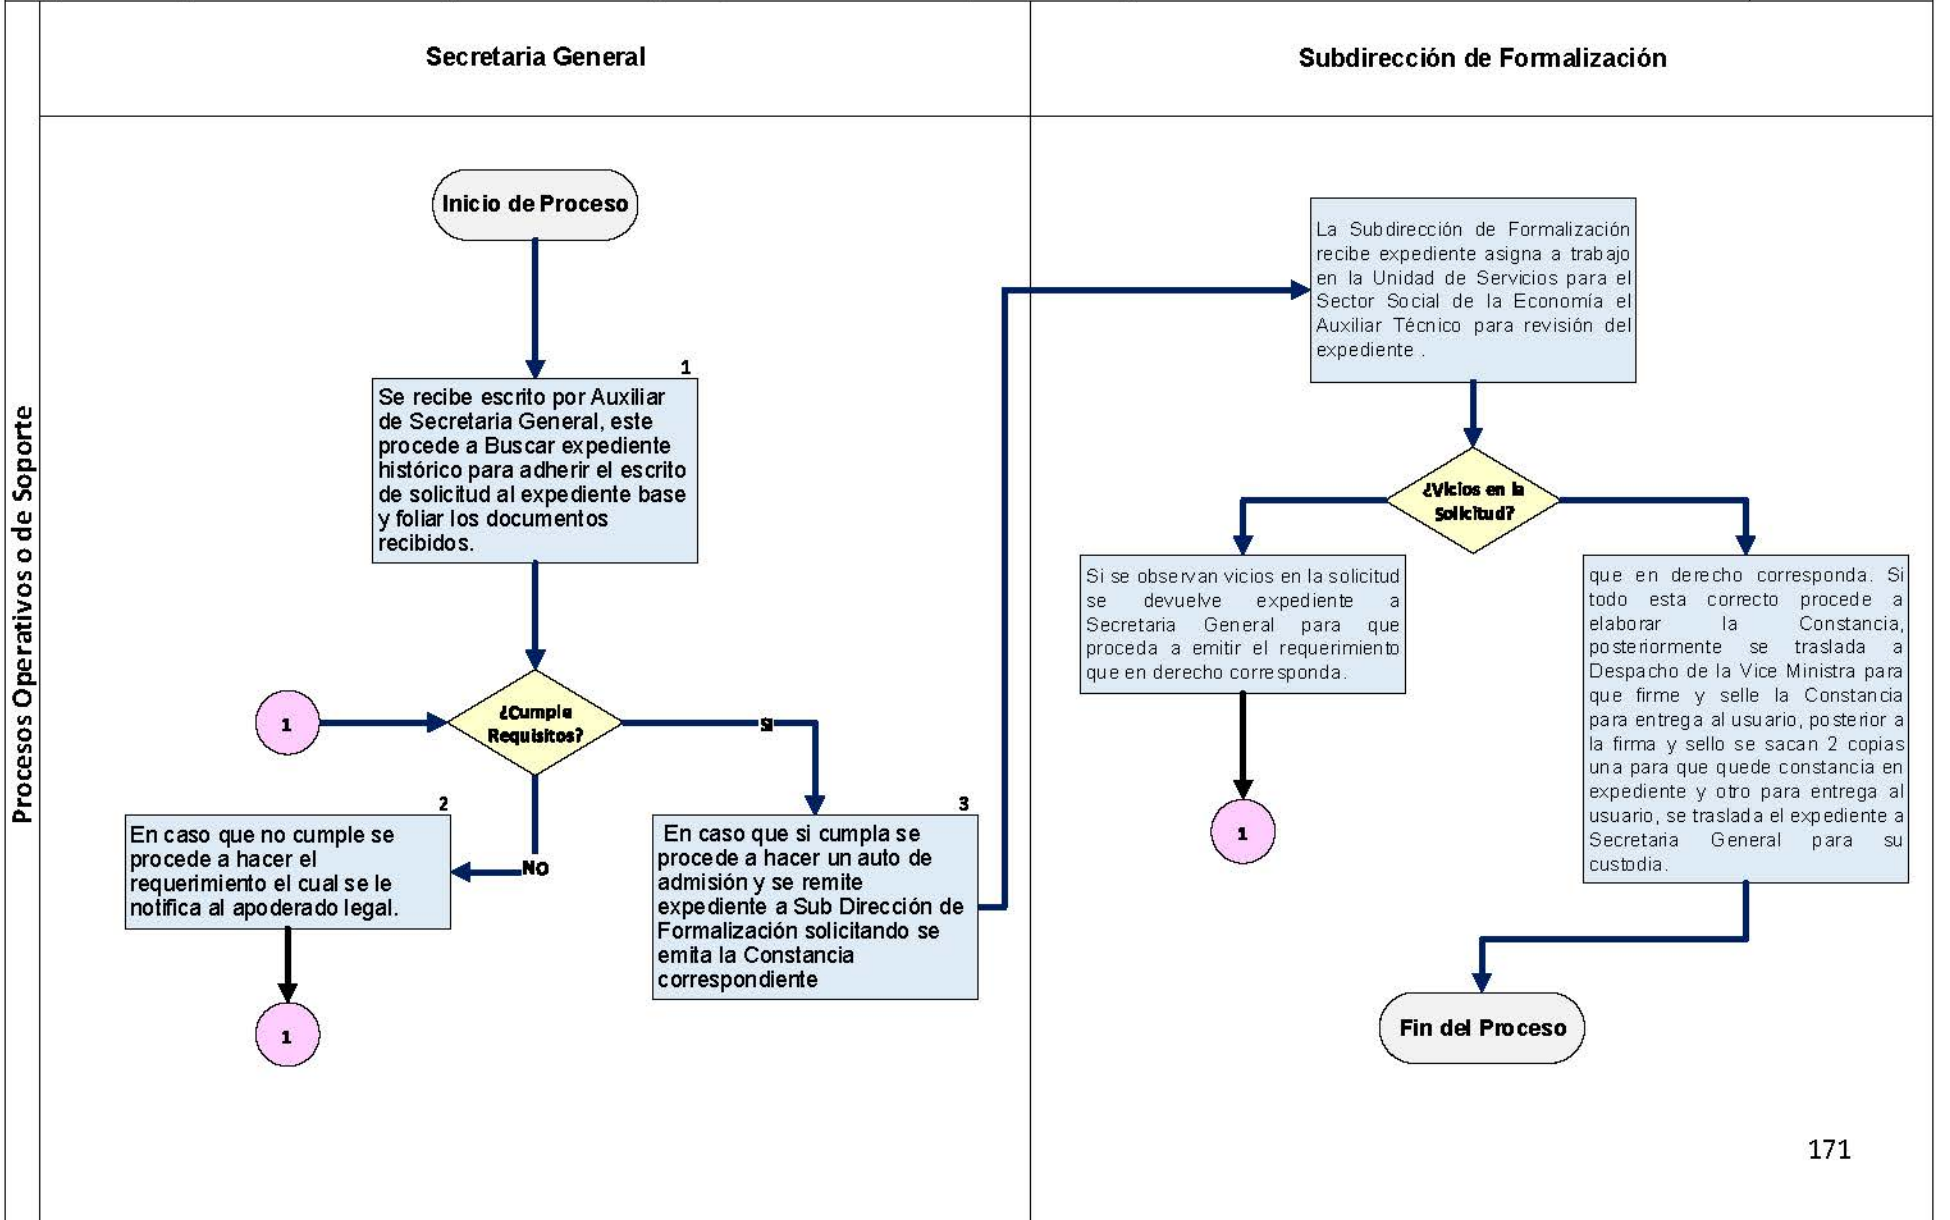 Procesos Operativos o de Soporte
Secretaria General
Inicio de Proceso
1
Se recibe escrito por Auxiliar
de Secretaria General, este
procede a Buscar expediente
histórico para adherir el escrito
de solicitud al expediente base
y foliar los documentos
recibidos.
1
¿Cumple
Requisitos?
SI
NO
2
En caso que no cumple se
procede a hacer el
requerimiento el cual se le
notifica al apoderado legal.
1
3
En caso que si cumpla se
procede a hacer un auto de
admisión y se remite
expediente a Sub Dirección de
Formalización solicitando se
emita la Constancia
correspondiente
Subdirección de Formalización
La Subdirección de Formalización
recibe expediente asigna a trabajo
en la Unidad de Servicios para el
Sector Social de la Economía el
Auxiliar Técnico para revisión del
expediente .
¿Vicios en la
Solicitud?
Si se observan vicios en la solicitud
se devuelve expediente a
Secretaria General para que
proceda a emitir el requerimiento
que en derecho corresponda.
1
que en derecho corresponda. Si
todo esta correcto procede a
elaborar la Constancia,
posteriormente se traslada a
Despacho de la Vice Ministra para
que firme y selle la Constancia
para entrega al usuario, posterior a
la firma y sello se sacan 2 copias
una para que quede constancia en
expediente y otro para entrega al
usuario, se traslada el expediente a
Secretaria General para su
custodia.
Fin del Proceso
171